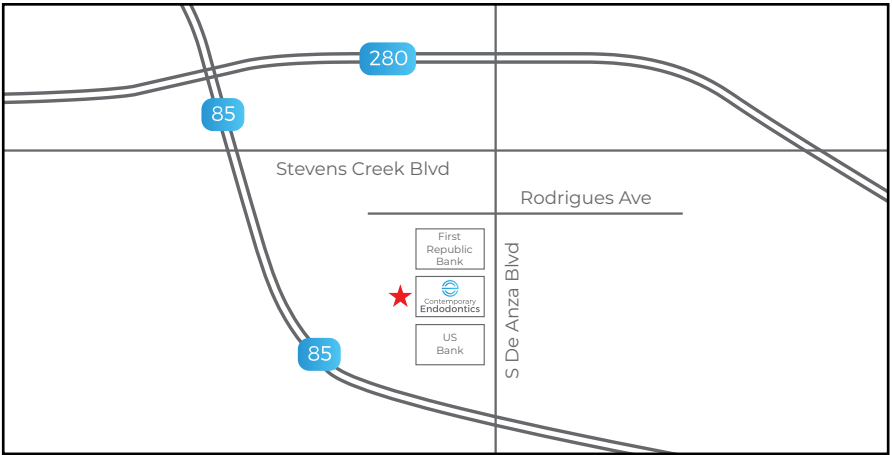 280
85
Stevens Creek Blvd
Rodrigues Ave
First
Republic
Bank
Contemporary
Endodontics
US
Bank
S De Anza Blvd
85